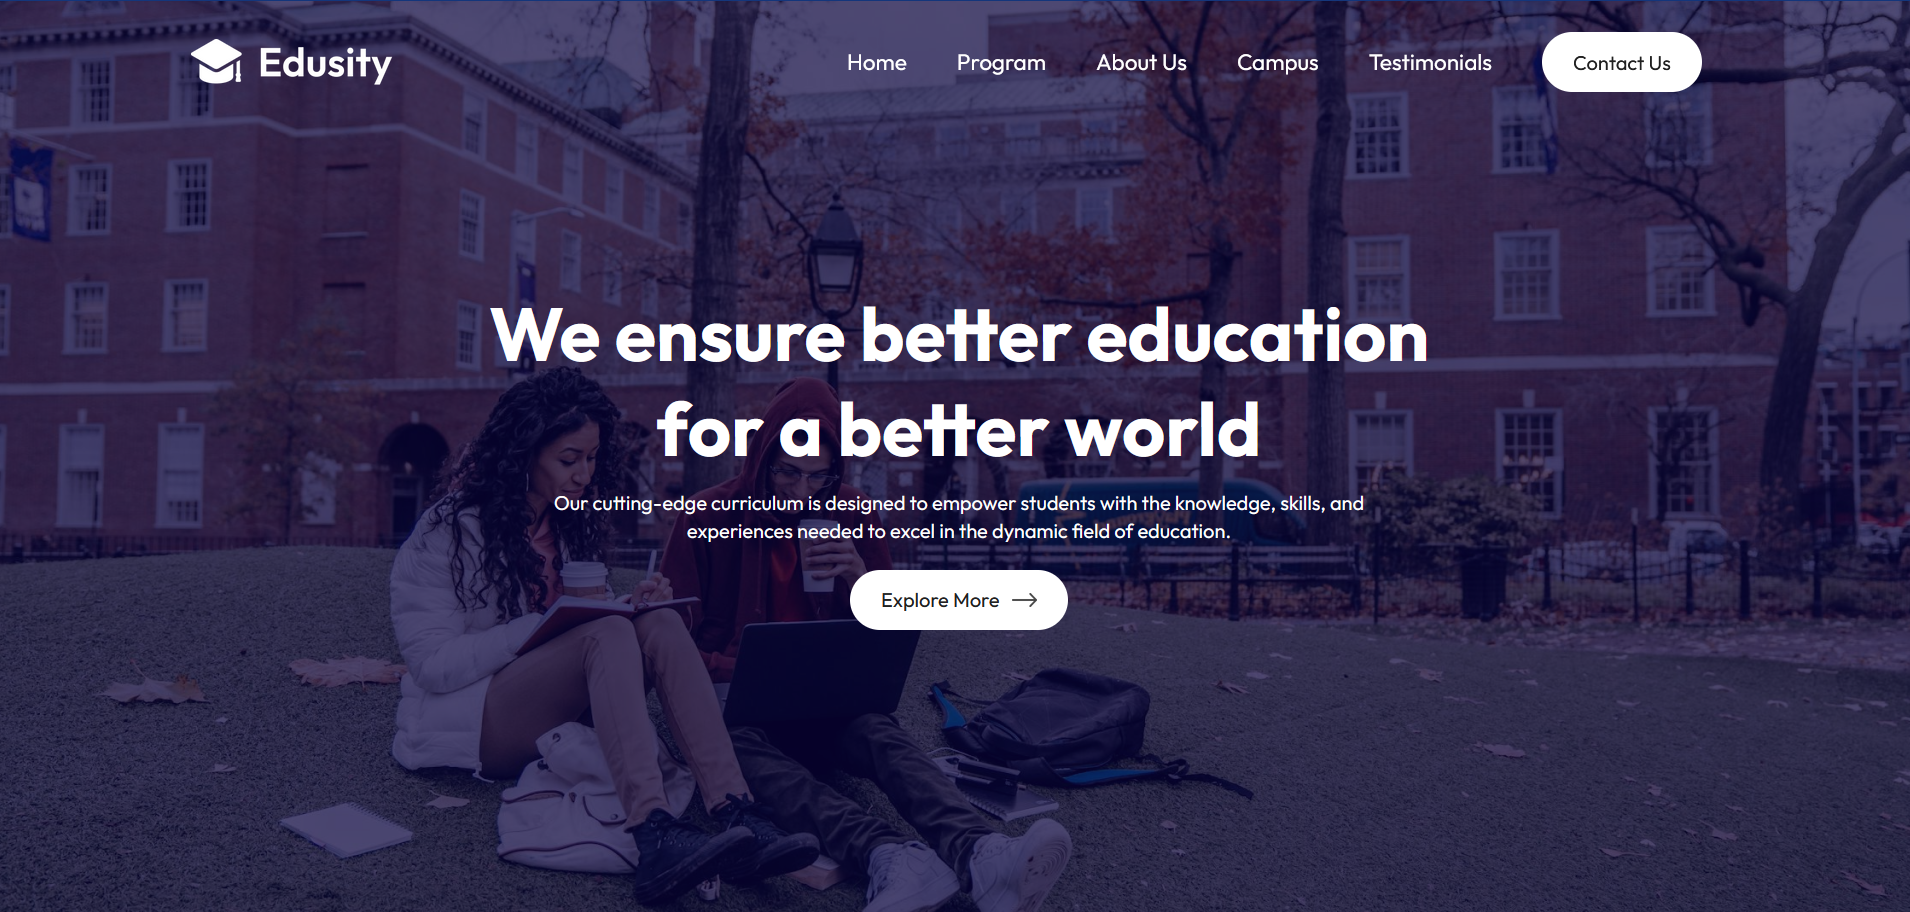 Edusity
Home Program About Us Campus Testimonials Contact Us
We ensure better education
for a better world
Our cutting-edge curriculum is designed to empower students with the knowledge, skills, and
experiences needed to excel in the dynamic field of education.
Explore More